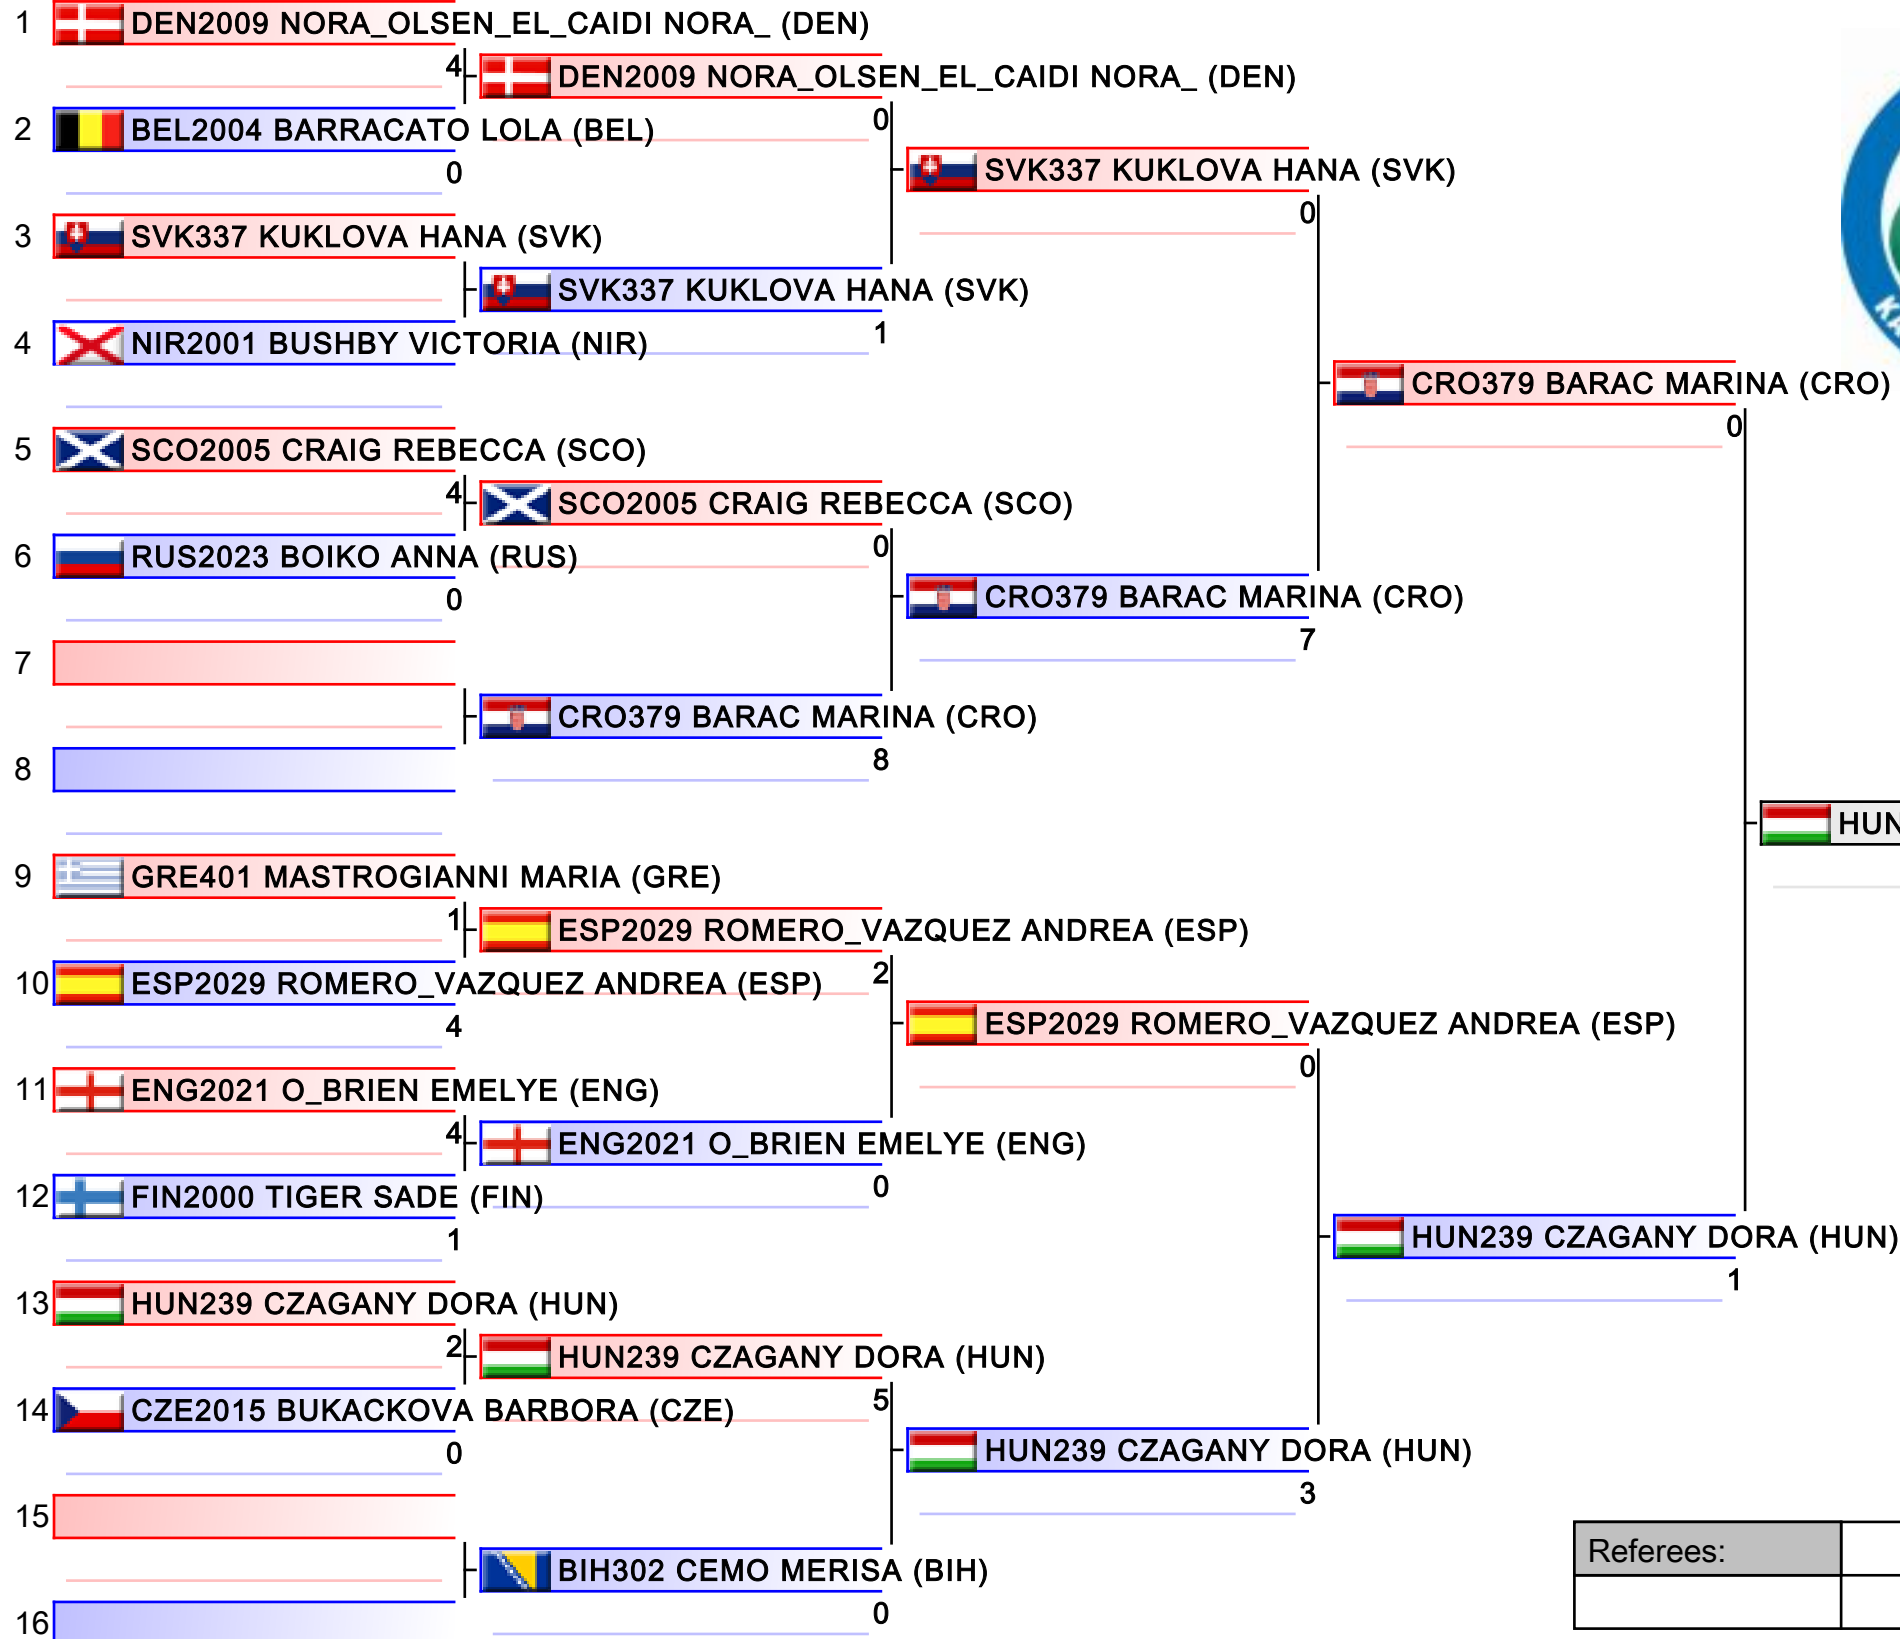 1 DEN2009 NORA_OLSEN_EL_CAIDI NORA_ (DEN)
4 DEN2009 NORA_OLSEN_EL_CAIDI NORA_ (DEN)
0
2 BEL2004 BARRACATO LOLA (BEL)
0
SVK337 KUKLOVA HANA (SVK)
0
3 SVK337 KUKLOVA HANA (SVK)
SVK337 KUKLOVA HANA (SVK)
1
4 NIR2001 BUSHBY VICTORIA (NIR)
CRO379 BARAC MARINA (CRO)
0
5 SCO2005 CRAIG REBECCA (SCO)
4 SCO2005 CRAIG REBECCA (SCO)
0
6 RUS2023 BOIKO ANNA (RUS)
0
CRO379 BARAC MARINA (CRO)
7
7
CRO379 BARAC MARINA (CRO)
8
8
HUN
9 GRE401 MASTROGIANNI MARIA (GRE)
1 ESP2029 ROMERO_VAZQUEZ ANDREA (ESP)
2
10 ESP2029 ROMERO_VAZQUEZ ANDREA (ESP)
4
ESP2029 ROMERO_VAZQUEZ ANDREA (ESP)
0
11 ENG2021 O_BRIEN EMELYE (ENG)
4 ENG2021 O_BRIEN EMELYE (ENG)
0
12 FIN2000 TIGER SADE (FIN)
1
HUN239 CZAGANY DORA (HUN)
1
13 HUN239 CZAGANY DORA (HUN)
2 HUN239 CZAGANY DORA (HUN)
5
14 CZE2015 BUKACKOVA BARBORA (CZE)
0
HUN239 CZAGANY DORA (HUN)
3
15
BIH302 CEMO MERISA (BIH)
0
16
Referees: